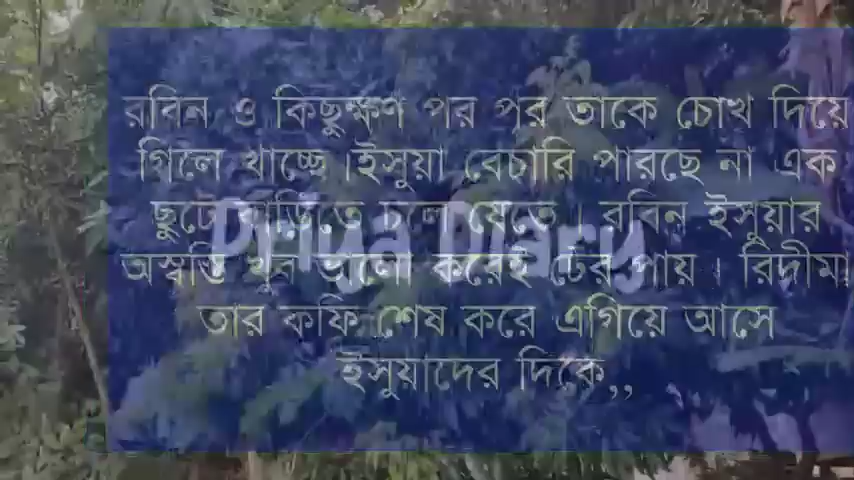 রবিন ও কিছুক্ষণ পর পর তাকে চোখ দিয়ে
গিলে খাচ্ছে।ইসুয়া বেচারি পারছে না এক
ছুটে বাড়িতে চলে যেতে। রবিন ইসুয়ার
Priya Diary
অস্বস্তি খুব ভালো করেই টের পায়। রিদীমা
তার কফি শেষ করে এগিয়ে আসে
ইসুয়াদের দিকে,,